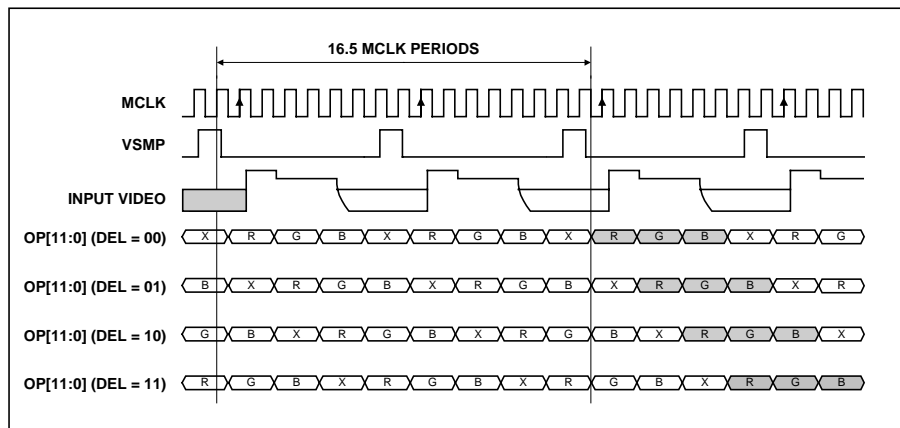 16.5 MCLK PERIODS
MCLK
VSMP
INPUT VIDEO
OP[11:0] (DEL = 00) X R G B X R G B X R G B X R G
OP[11:0] (DEL = 01) B X R G B X R G B X R G B X R
OP[11:0] (DEL = 10) G B X R G B X R G B X R G B X
OP[11:0] (DEL = 11) R G B X R G B X R G B X R G B